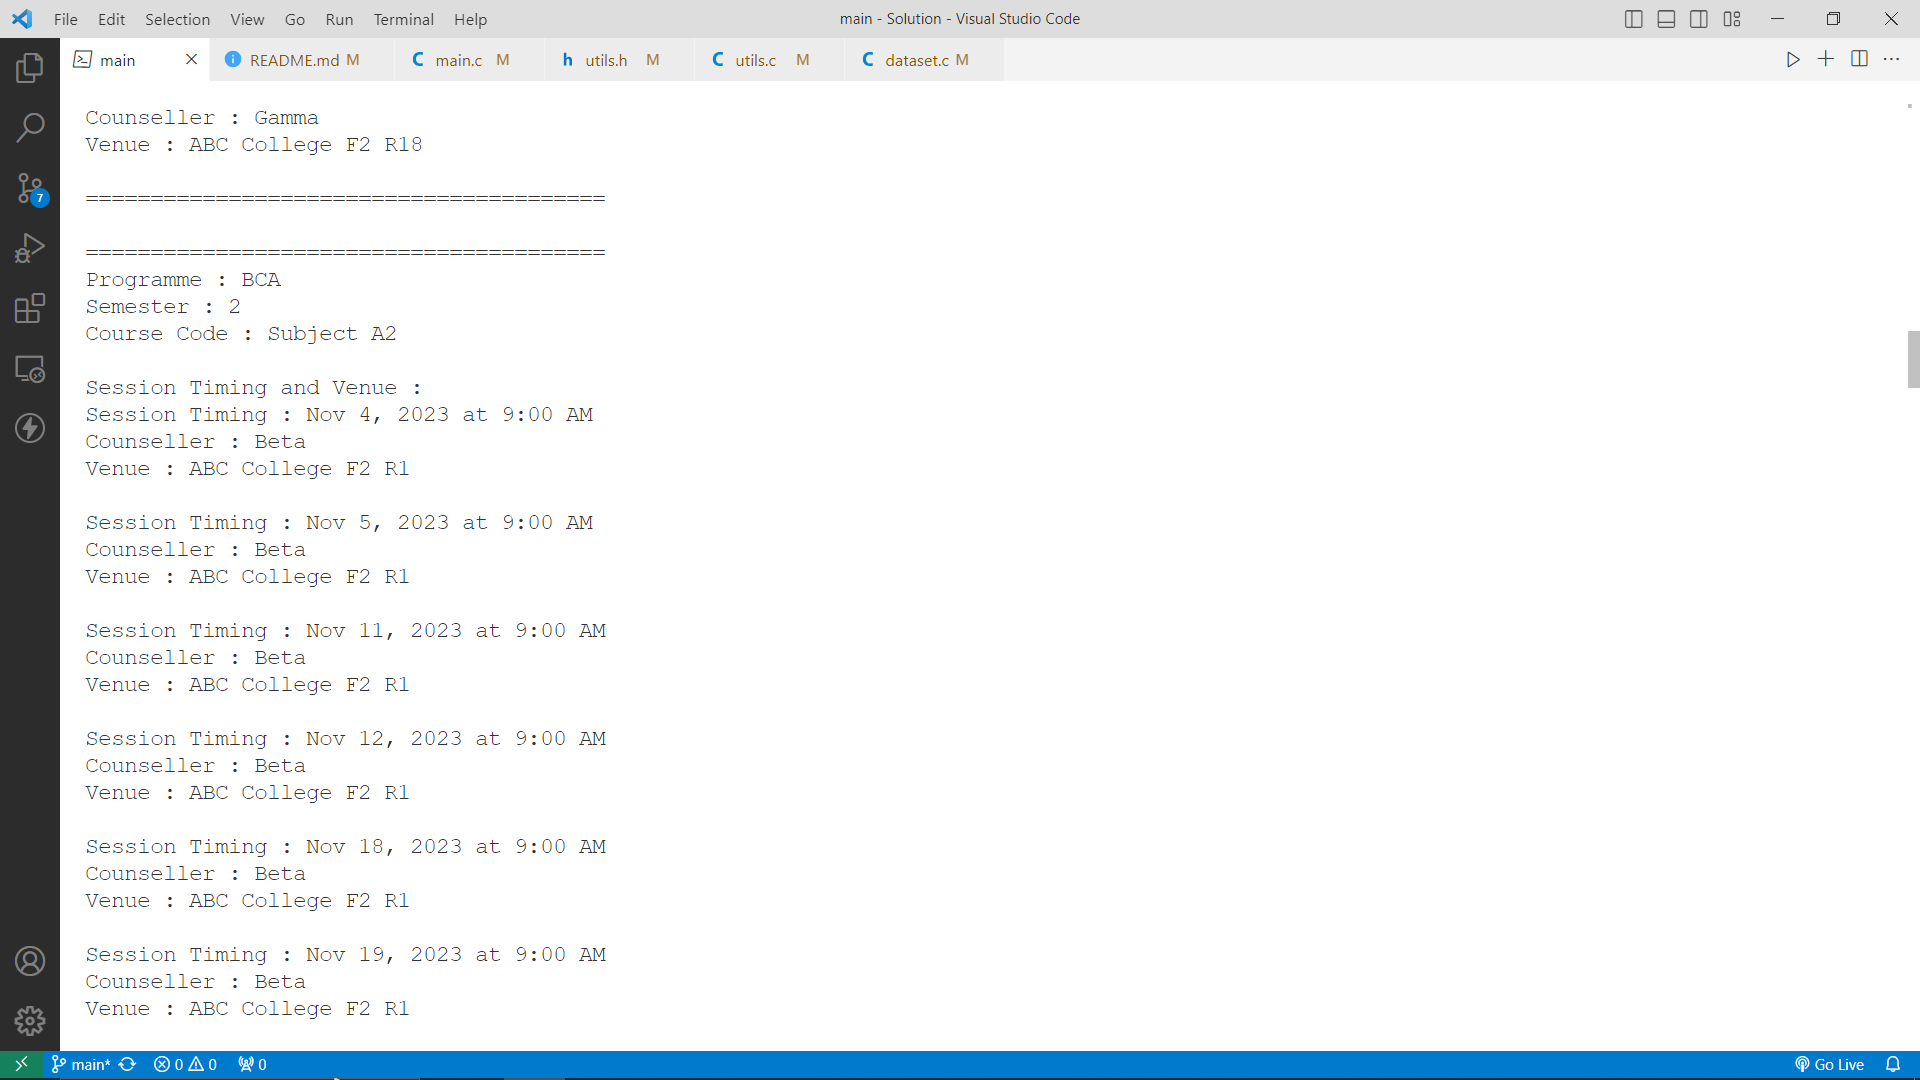 File Edit Selection View Go Run Terminal Help
main - Solution - Visual Studio Code
main
README.md M
C main.c M
h utils.h M
C utils.c M
C dataset.c M
Counseller : Gamma
Venue : ABC College F2 R18
========================================
========================================
Programme : BCA
Semester : 2
Course Code : Subject A2
Session Timing and Venue :
Session Timing : Nov 4, 2023 at 9:00 AM
Counseller : Beta
Venue : ABC College F2 R1
Session Timing : Nov 5, 2023 at 9:00 AM
Counseller : Beta
Venue : ABC College F2 R1
Session Timing : Nov 11, 2023 at 9:00 AM
Counseller : Beta
Venue : ABC College F2 R1
Session Timing : Nov 12, 2023 at 9:00 AM
Counseller : Beta
Venue : ABC College F2 R1
Session Timing : Nov 18, 2023 at 9:00 AM
Counseller : Beta
Venue : ABC College F2 R1
Session Timing : Nov 19, 2023 at 9:00 AM
Counseller : Beta
Venue : ABC College F2 R1
7
main* 0 0 0
Go Live